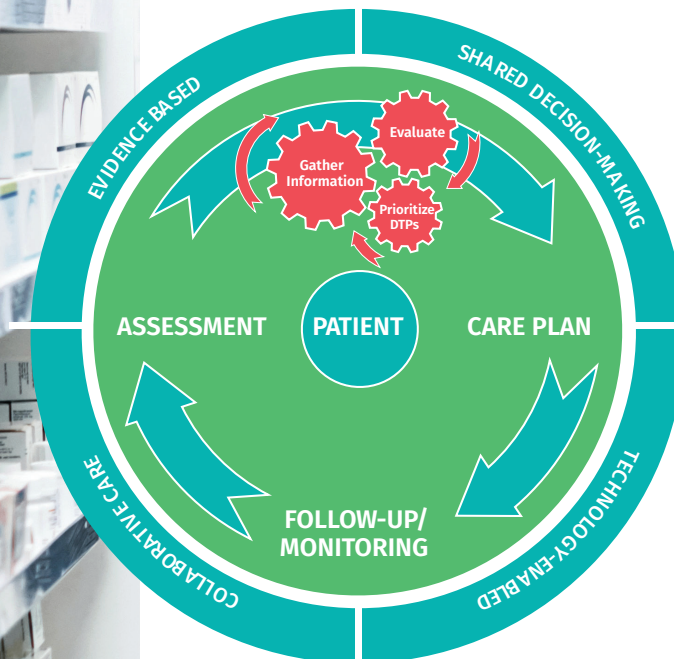 EVIDENCE BASED
SHARED DECISION-MAKING
Evaluate
Gather
Information
Prioritize
DTPs
ASSESSMENT
PATIENT
CARE PLAN
FOLLOW-UP/
MONITORING
COLLABORATIVE CARE
TECHNOLOGY-ENABLED